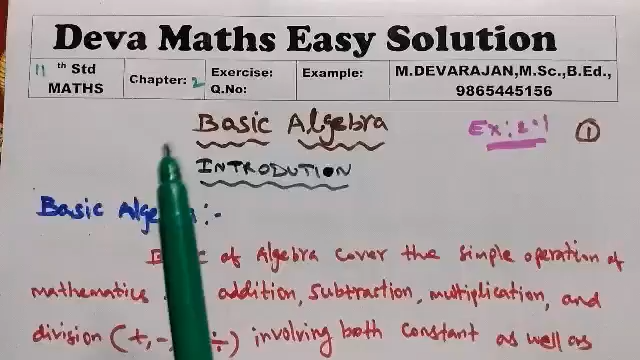 Deva Maths Easy Solution
11 th Std MATHS Chapter: 2 Exercise: Q.No: Example: M.DEVARAJAN,M.Sc.,B.Ed., 9865445156
Basic Algebra Ex: 2.1 1
INTRODUTION
Basic Algebra :-
of Algebra cover the simple operation of
mathematics addition, subtraction, multiplication, and
division (+, -, ÷) involving both constant as well as